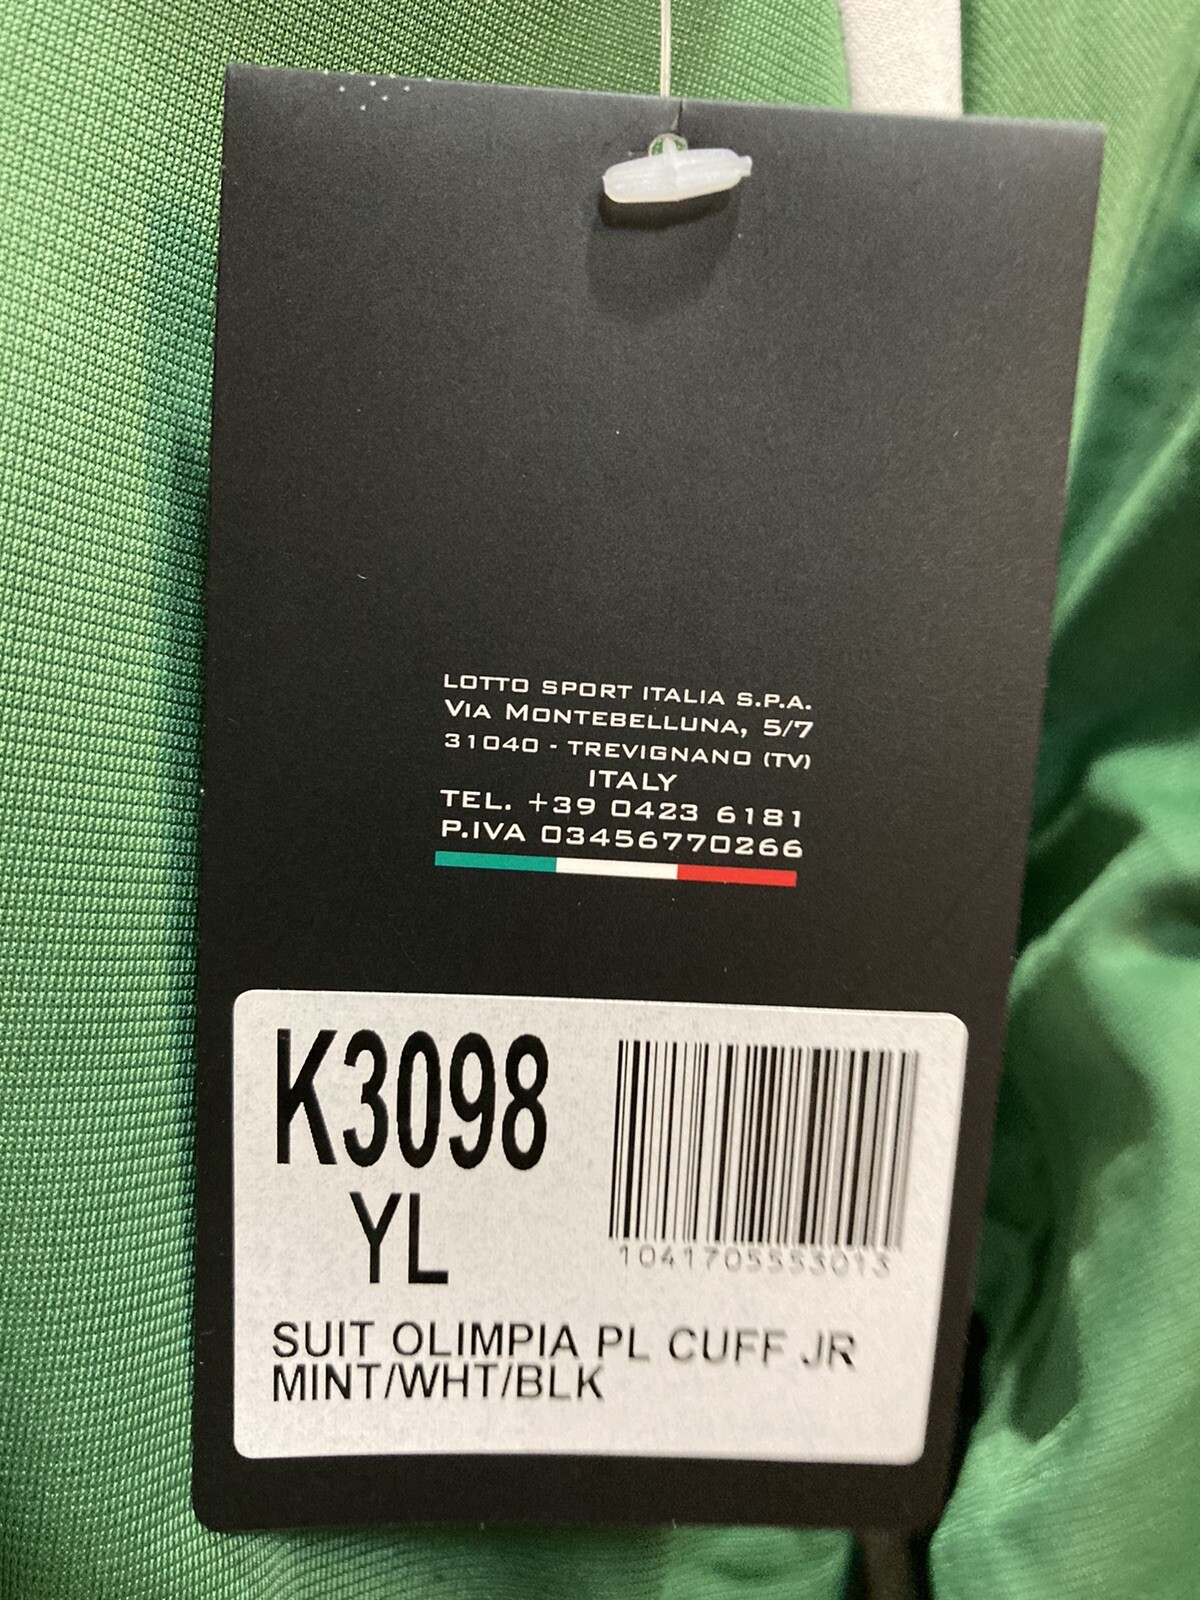 LOTTO SPORT ITALIA S.P.A.
VIA MONTEBELLUNA, 5/7
31040 - TREVIGNANO (TV)
ITALY
TEL. +39 0423 6181
P.IVA 03456770266
K3098
YL
1041705553013
SUIT OLIMPIA PL CUFF JR
MINT/WHT/BLK